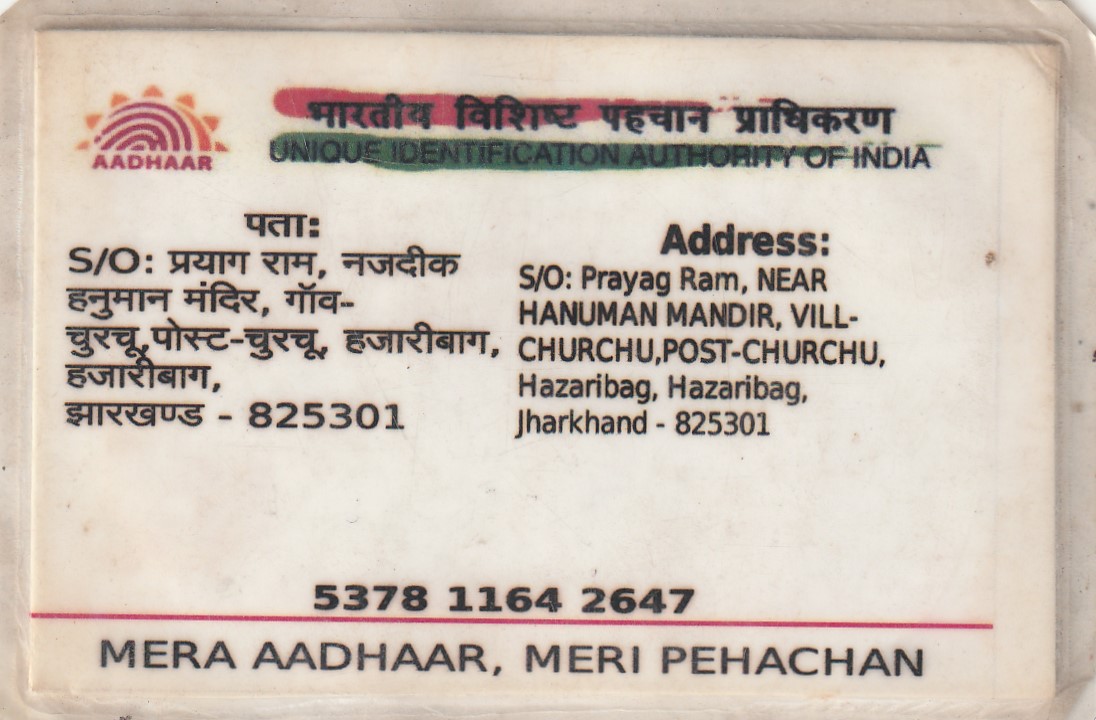 AADHAAR
भारतीय विशिष्ट पहचान प्राधिकरण
UNIQUE IDENTIFICATION AUTHORITY OF INDIA
पता:
S/O: प्रयाग राम, नजदीक
हनुमान मंदिर, गॉव-
चुरचू,पोस्ट-चुरचू, हजारीबाग,
हजारीबाग,
झारखण्ड - 825301
Address:
S/O: Prayag Ram, NEAR
HANUMAN MANDIR, VILL-
CHURCHU,POST-CHURCHU,
Hazaribag, Hazaribag,
Jharkhand - 825301
5378 1164 2647
MERA AADHAAR, MERI PEHACHAN